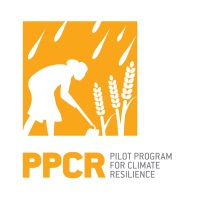 PPCR
PILOT PROGRAM
FOR CLIMATE
RESILIENCE